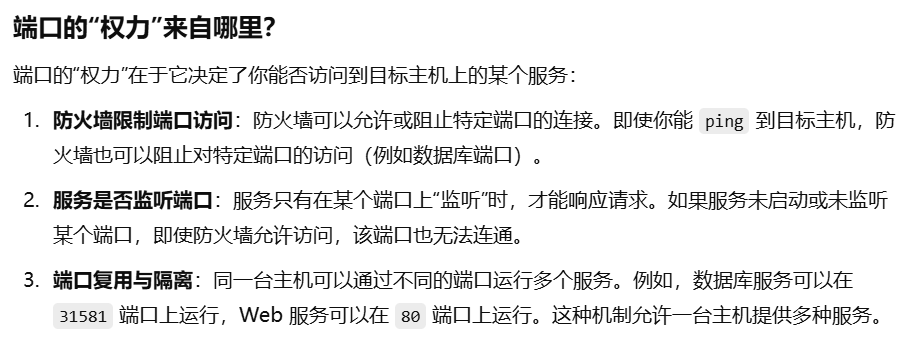 端口的“权力”来自哪里？
端口的“权力”在于它决定了你能否访问到目标主机上的某个服务：
1. 防火墙限制端口访问：防火墙可以允许或阻止特定端口的连接。即使你能 ping 到目标主机，防
火墙也可以阻止对特定端口的访问（例如数据库端口）。
2. 服务是否监听端口：服务只有在某个端口上“监听”时，才能响应请求。如果服务未启动或未监听
某个端口，即使防火墙允许访问，该端口也无法连通。
3. 端口复用与隔离：同一台主机可以通过不同的端口运行多个服务。例如，数据库服务可以在
31581 端口上运行，Web 服务可以在 80 端口上运行。这种机制允许一台主机提供多种服务。